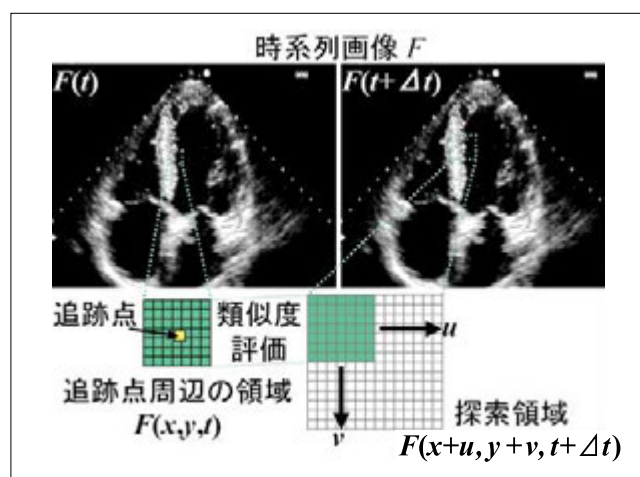 時系列画像 F
F(t)
F(t+Δt)
追跡点
類似度
評価
追跡点周辺の領域
F(x,y,t)
u
v
探索領域
F(x+u, y+v, t+Δt)